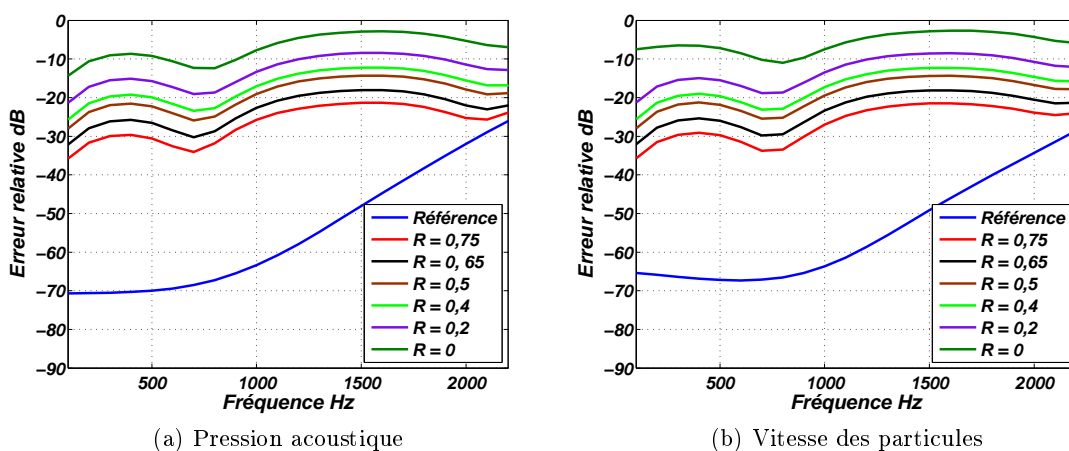 Erreur relative dB
0
−10
−20
−30
−40
−50
−60
−70
−80
−90
500
1000
1500
2000
Fréquence Hz
Référence
R = 0,75
R = 0, 65
R = 0,5
R = 0,4
R = 0,2
R = 0
(a) Pression acoustique
Erreur relative dB
0
−10
−20
−30
−40
−50
−60
−70
−80
−90
500
1000
1500
2000
Fréquence Hz
Référence
R = 0,75
R = 0,65
R = 0,5
R = 0,4
R = 0,2
R = 0
(b) Vitesse des particules